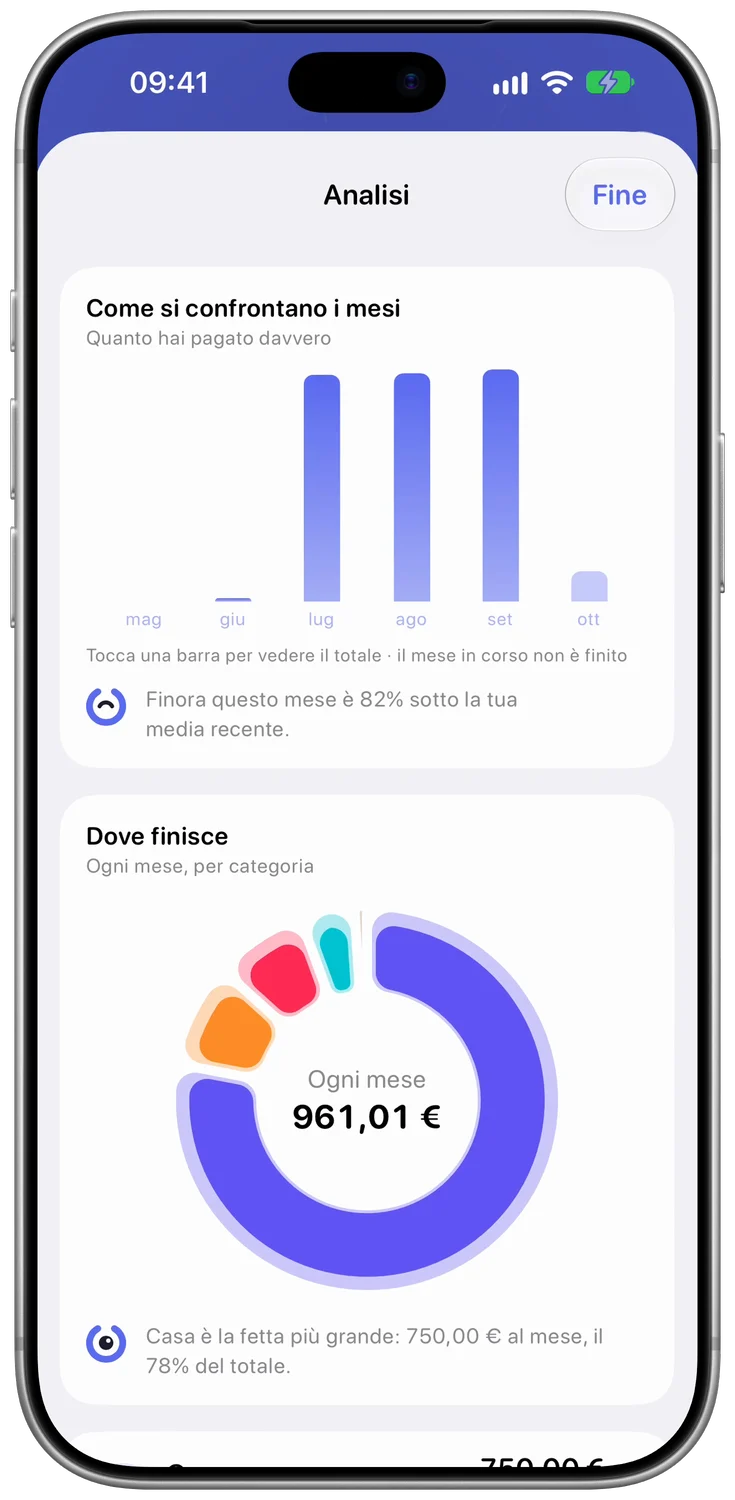 09:41
Analisi
Fine
Come si confrontano i mesi
Quanto hai pagato davvero
mag giu lug ago set ott
Tocca una barra per vedere il totale · il mese in corso non è finito
Finora questo mese è 82% sotto la tua
media recente.
Dove finisce
Ogni mese, per categoria
Ogni mese
961,01 €
Casa è la fetta più grande: 750,00 € al mese, il
78% del totale.
750,00 €